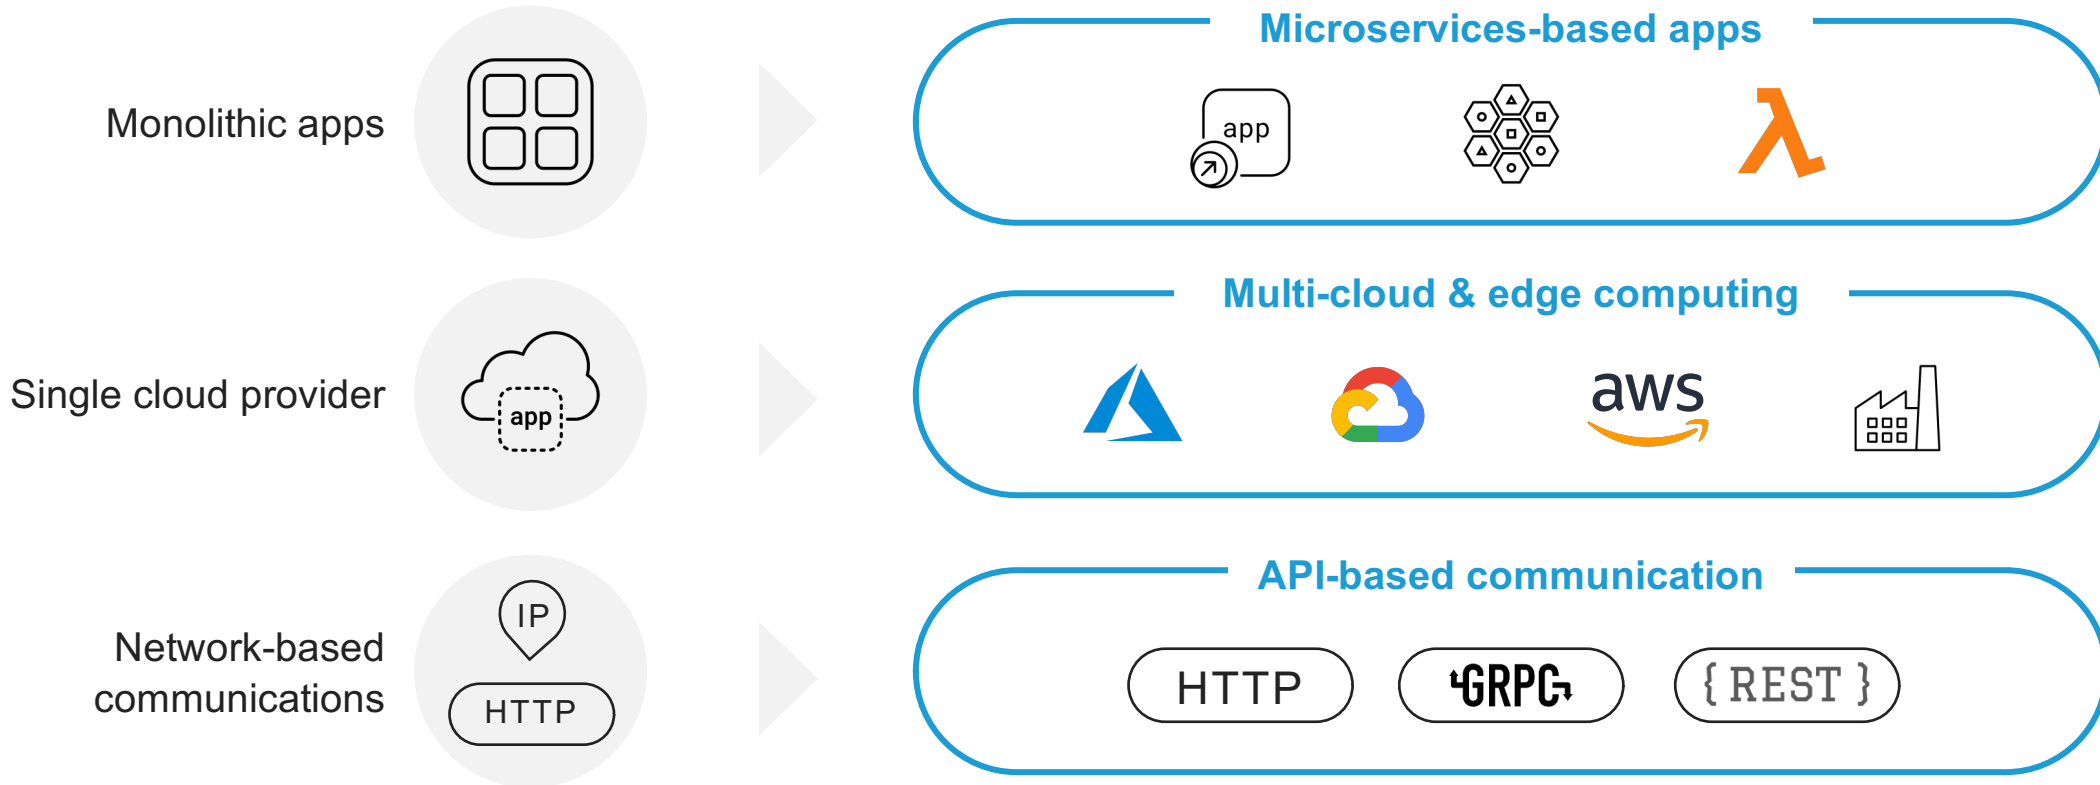 Microservices-based apps
Monolithic apps
app
Multi-cloud & edge computing
Single cloud provider
app
aws
API-based communication
Network-based
communications
IP
HTTP
HTTP
GRPC
{ REST }